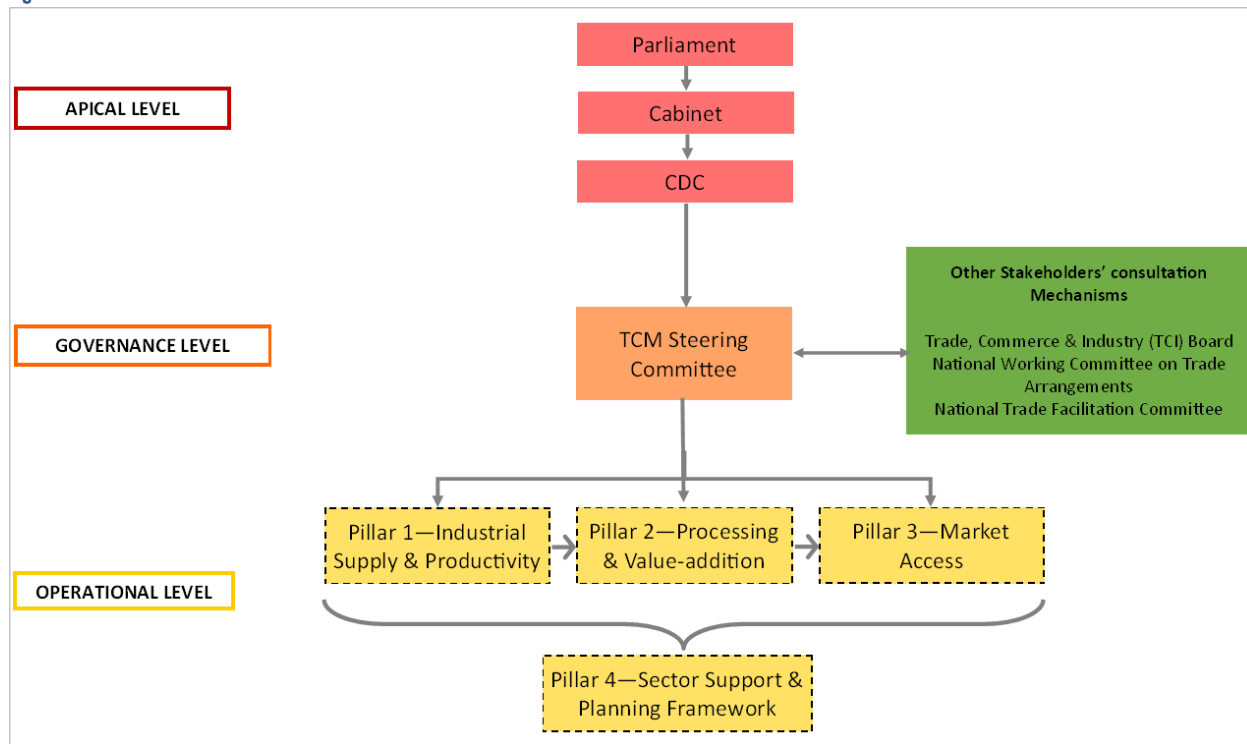 Parliament
APICAL LEVEL
Cabinet
CDC
Other Stakeholders’ consultation
Mechanisms
GOVERNANCE LEVEL
TCM Steering
Committee
Trade, Commerce & Industry (TCI) Board
National Working Committee on Trade
Arrangements
National Trade Facilitation Committee
Pillar 1—Industrial
Supply & Productivity
Pillar 2—Processing
& Value-addition
Pillar 3—Market
Access
OPERATIONAL LEVEL
Pillar 4—Sector Support &
Planning Framework